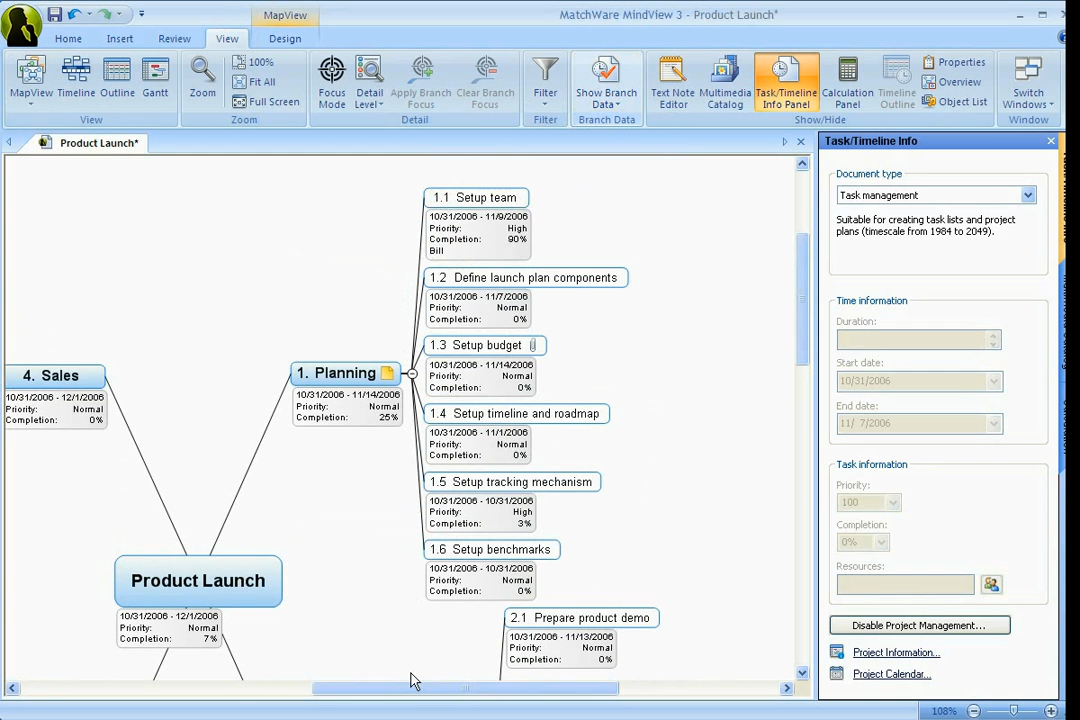 MapView
MatchWare MindView 3 - Product Launch*
Home Insert Review View Design
MapView Timeline Outline Gantt
Zoom
100%
Fit All
Full Screen
Focus Mode
Detail Level
Apply Branch Focus
Clear Branch Focus
Filter
Show Branch Data
Text Note Editor
Multimedia Catalog
Task/Timeline Info Panel
Calculation Panel
Timeline Outline
Properties
Overview
Object List
Switch Windows
View Zoom Detail Filter Branch Data Show/Hide Window
Product Launch*
1.1 Setup team
10/31/2006 - 11/9/2006
Priority: High
Completion: 90%
Bill
1.2 Define launch plan components
10/31/2006 - 11/7/2006
Priority: Normal
Completion: 0%
1.3 Setup budget
10/31/2006 - 11/14/2006
Priority: Normal
Completion: 0%
4. Sales
10/31/2006 - 12/1/2006
Priority: Normal
Completion: 0%
1. Planning
10/31/2006 - 11/14/2006
Priority: Normal
Completion: 25%
1.4 Setup timeline and roadmap
10/31/2006 - 11/1/2006
Priority: Normal
Completion: 0%
1.5 Setup tracking mechanism
10/31/2006 - 10/31/2006
Priority: High
Completion: 3%
1.6 Setup benchmarks
10/31/2006 - 10/31/2006
Priority: Normal
Completion: 0%
Product Launch
10/31/2006 - 12/1/2006
Priority: Normal
Completion: 7%
2.1 Prepare product demo
10/31/2006 - 11/13/2006
Priority: Normal
Completion: 0%
Task/Timeline Info
Document type
Task management
Suitable for creating task lists and project
plans (timescale from 1984 to 2049).
Time information
Duration:
Start date:
10/31/2006
End date:
11/ 7/2006
Task information
Priority:
100
Completion:
0%
Resources:
Disable Project Management...
Project Information...
Project Calendar...
108%